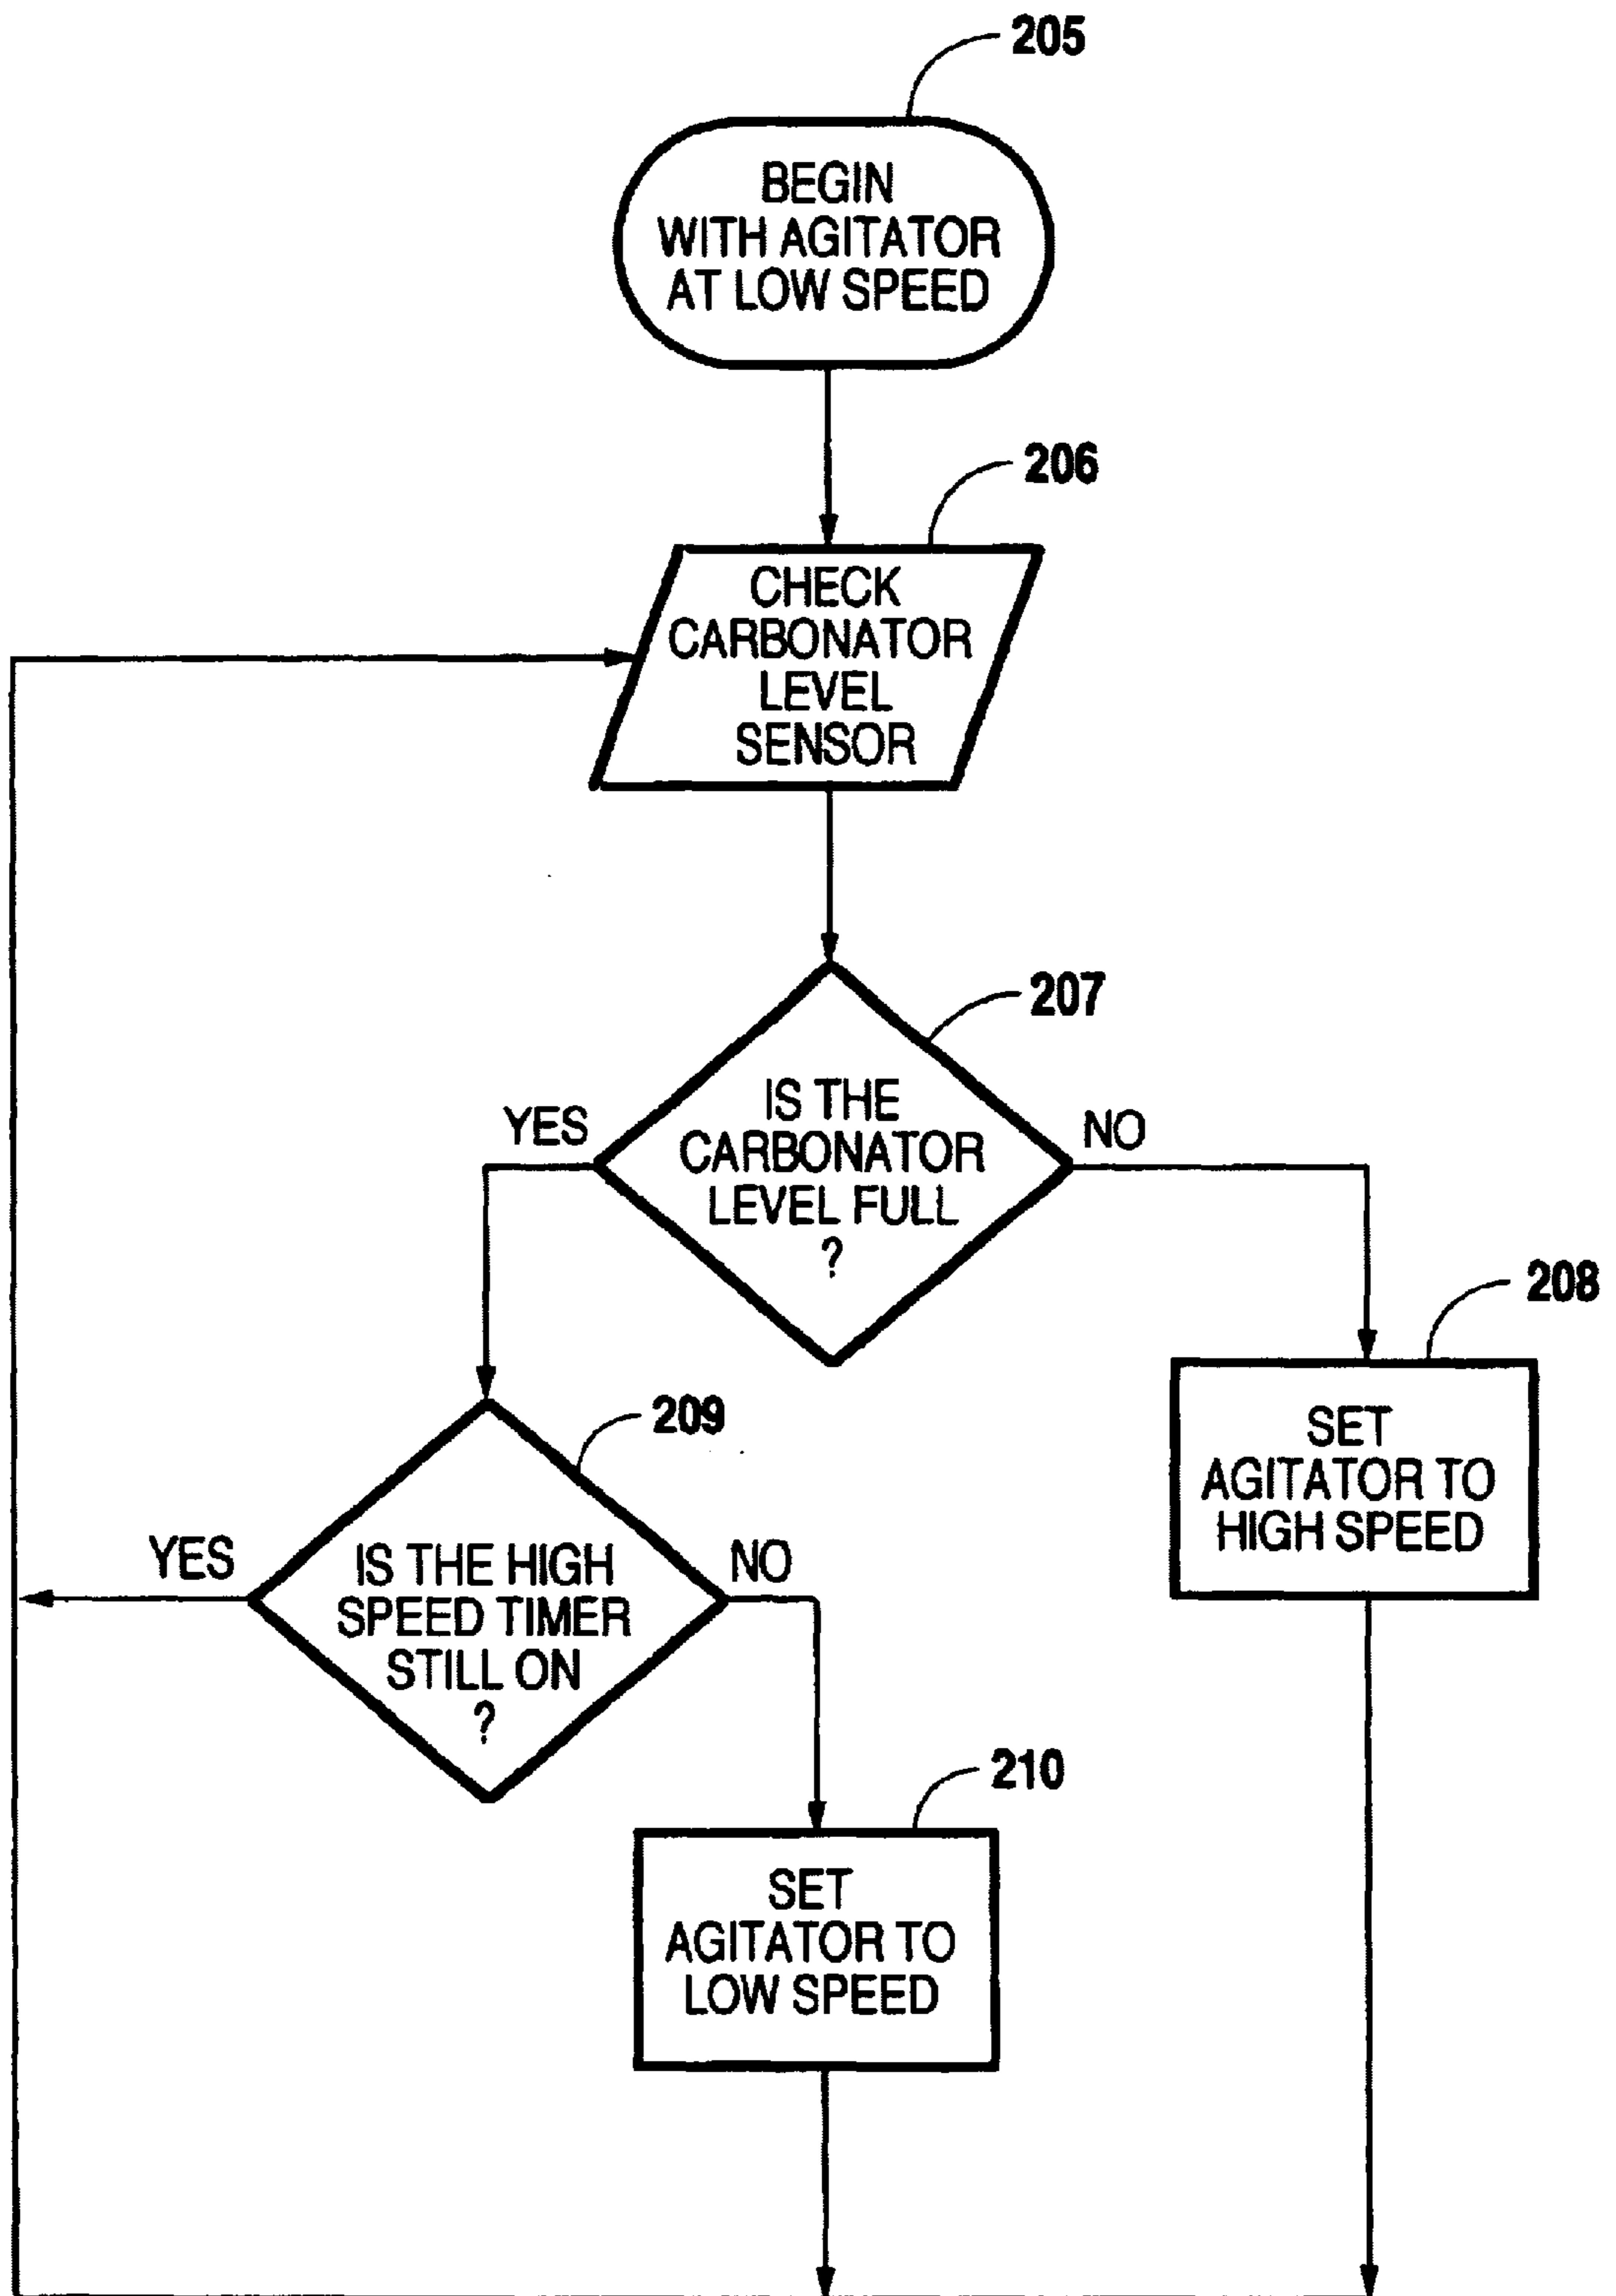 205
BEGIN
WITH AGITATOR
AT LOW SPEED
206
CHECK
CARBONATOR
LEVEL
SENSOR
207
IS THE
CARBONATOR
LEVEL FULL
?
YES
NO
208
SET
AGITATOR TO
HIGH SPEED
209
IS THE HIGH
SPEED TIMER
STILL ON
?
YES
NO
210
SET
AGITATOR TO
LOW SPEED